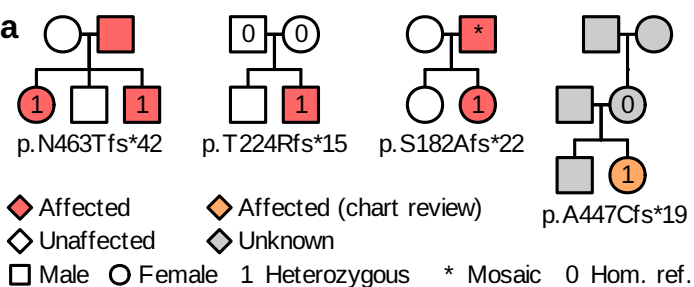 a
0 0 *
1 1 1 1 0
p.N463Tfs*42 p.T224Rfs*15 p.S182Afs*22
1
p.A447Cfs*19
Affected Affected (chart review)
Unaffected Unknown
Male Female 1 Heterozygous * Mosaic 0 Hom. ref.